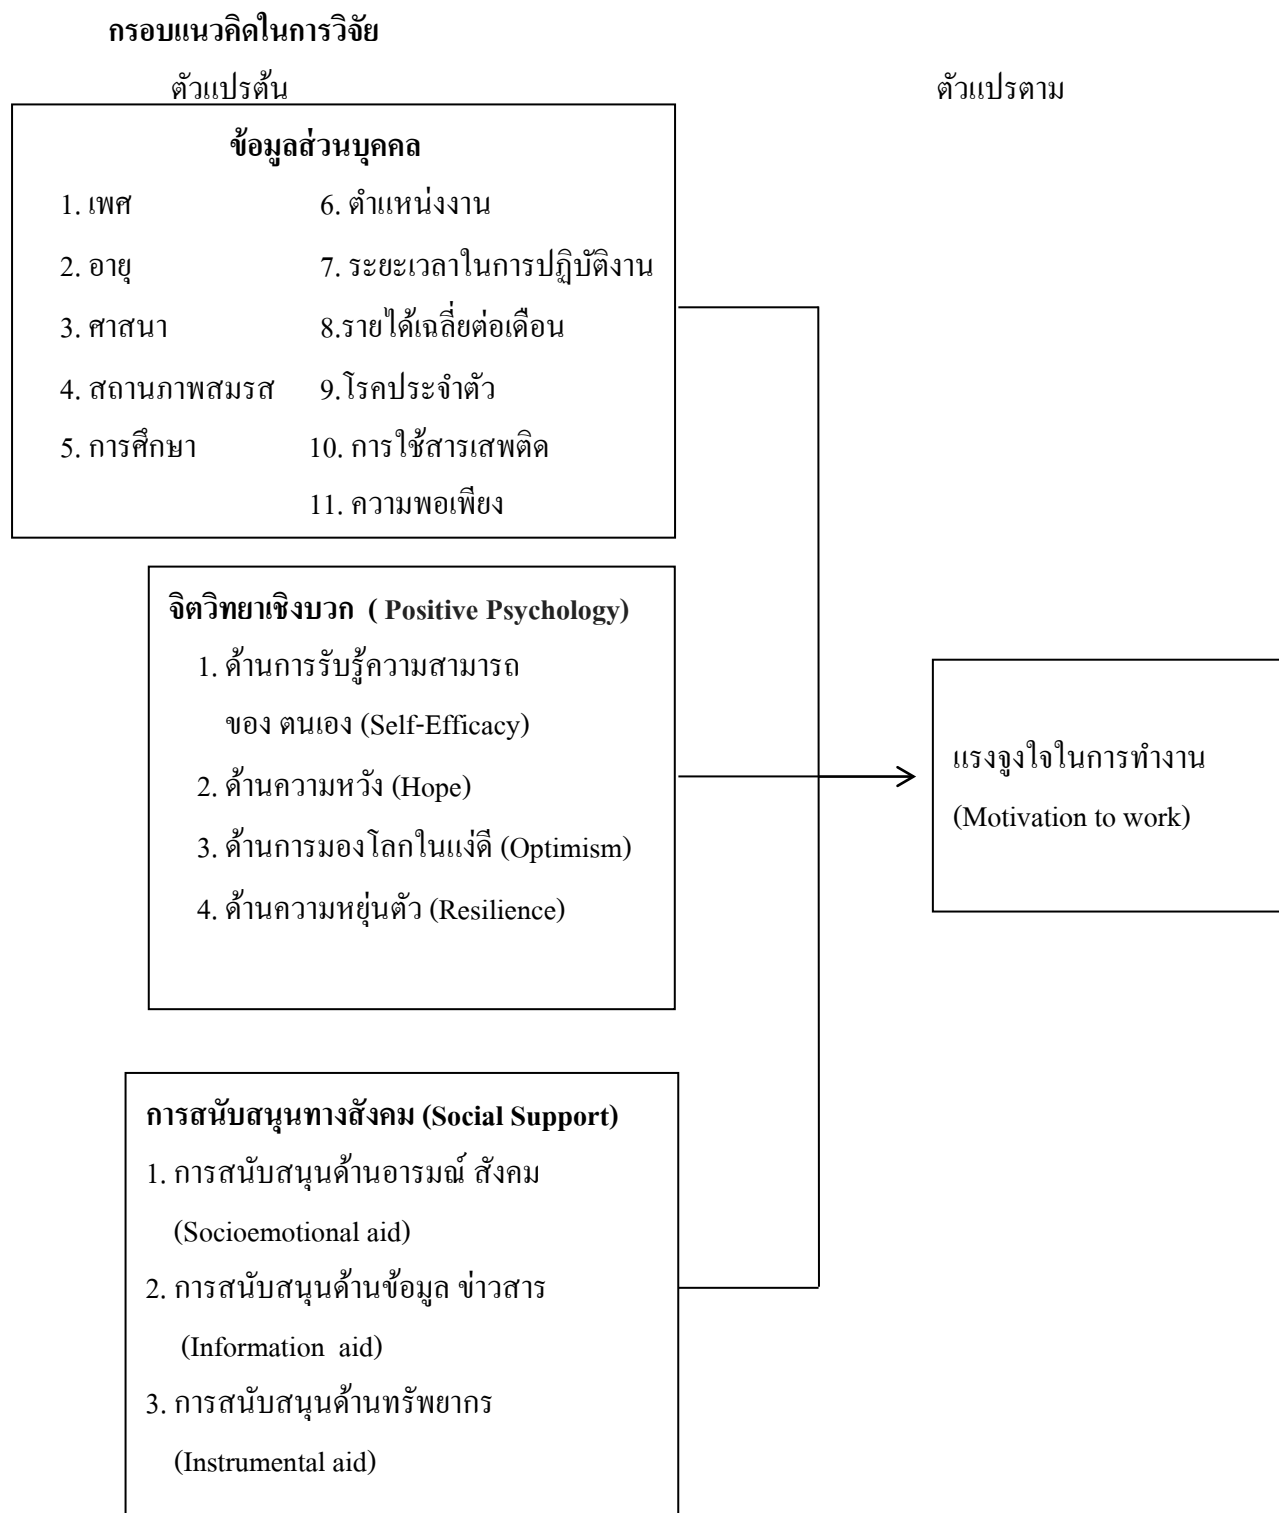 กรอบแนวคิดในการวิจัย
ตัวแปรต้น ตัวแปรตาม
ข้อมูลส่วนบุคคล
1. เพศ 6. ตำแหน่งงาน
2. อายุ 7. ระยะเวลาในการปฏิบัติงาน
3. ศาสนา 8.รายได้เฉลี่ยต่อเดือน
4. สถานภาพสมรส 9.โรคประจำตัว
5. การศึกษา 10. การใช้สารเสพติด
11. ความพอเพียง
จิตวิทยาเชิงบวก ( Positive Psychology)
1. ด้านการรับรู้ความสามารถ
ของ ตนเอง (Self-Efficacy)
2. ด้านความหวัง (Hope)
3. ด้านการมองโลกในแง่ดี (Optimism)
4. ด้านความหยุ่นตัว (Resilience)
แรงจูงใจในการทำงาน
(Motivation to work)
การสนับสนุนทางสังคม (Social Support)
1. การสนับสนุนด้านอารมณ์ สังคม
(Socioemotional aid)
2. การสนับสนุนด้านข้อมูล ข่าวสาร
(Information aid)
3. การสนับสนุนด้านทรัพยากร
(Instrumental aid)